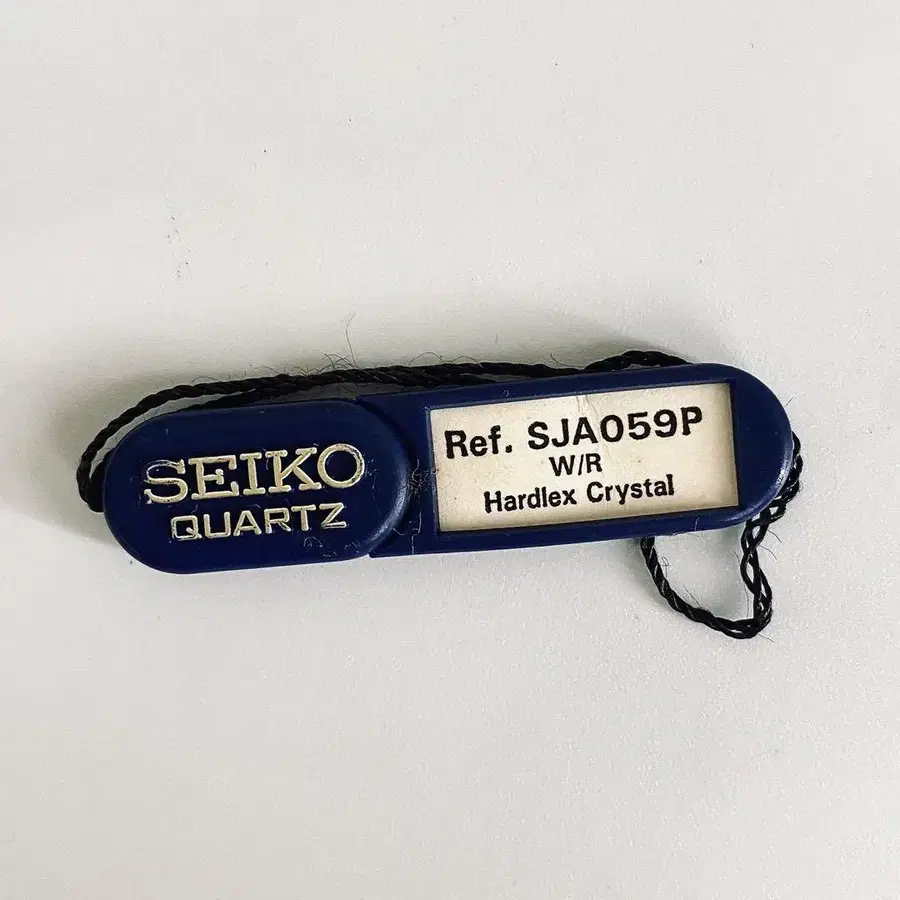 SEIKO
QUARTZ
Ref. SJA059P
W/R
Hardlex Crystal